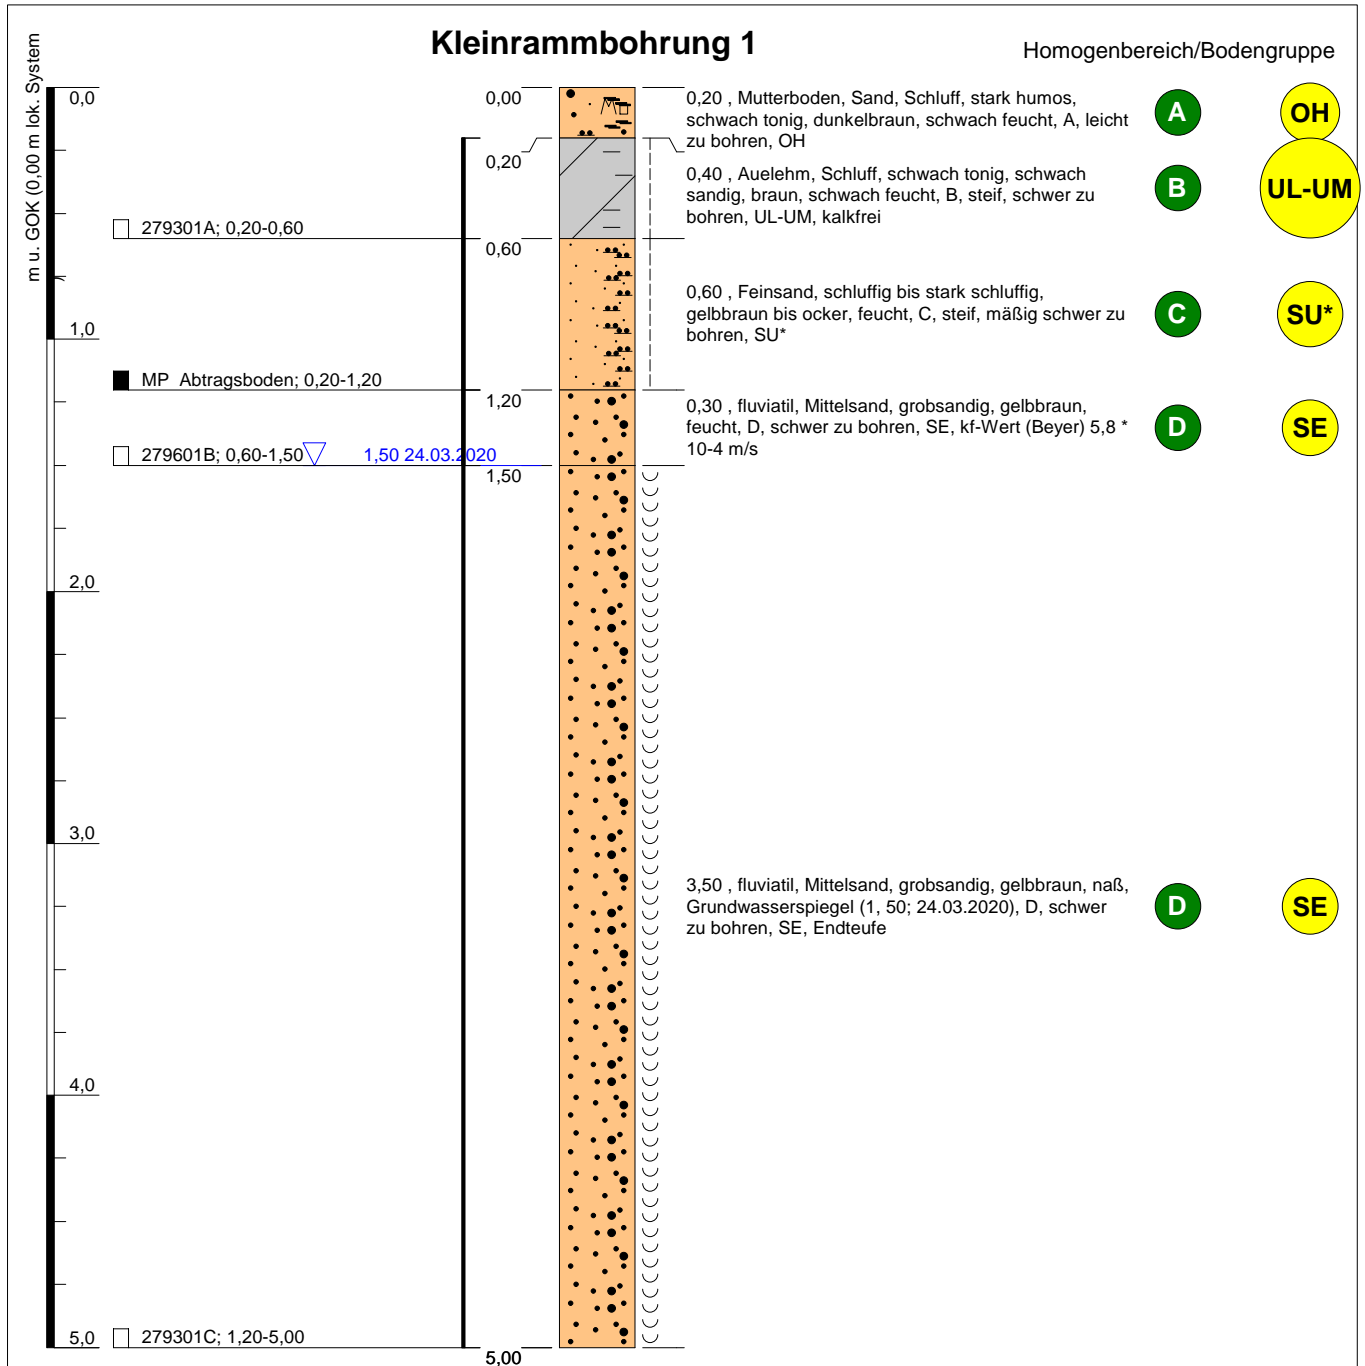 Kleinrammbohrung 1
Homogenbereich/Bodengruppe
m u. GOK (0,00 m lok. System
0,0
1,0
2,0
3,0
4,0
5,0
279301A; 0,20-0,60
MP Abtragsboden; 0,20-1,20
279601B; 0,60-1,50
1,50 24.03.2020
279301C; 1,20-5,00
0,00
0,20
0,60
1,20
1,50
5,00
0,20 , Mutterboden, Sand, Schluff, stark humos,
schwach tonig, dunkelbraun, schwach feucht, A, leicht
zu bohren, OH
A
OH
0,40 , Auelehm, Schluff, schwach tonig, schwach
sandig, braun, schwach feucht, B, steif, schwer zu
bohren, UL-UM, kalkfrei
B
UL-UM
0,60 , Feinsand, schluffig bis stark schluffig,
gelbbraun bis ocker, feucht, C, steif, mäßig schwer zu
bohren, SU*
C
SU*
0,30 , fluviatil, Mittelsand, grobsandig, gelbbraun,
feucht, D, schwer zu bohren, SE, kf-Wert (Beyer) 5,8 *
10-4 m/s
D
SE
3,50 , fluviatil, Mittelsand, grobsandig, gelbbraun, naß,
Grundwasserspiegel (1, 50; 24.03.2020), D, schwer
zu bohren, SE, Endteufe
D
SE